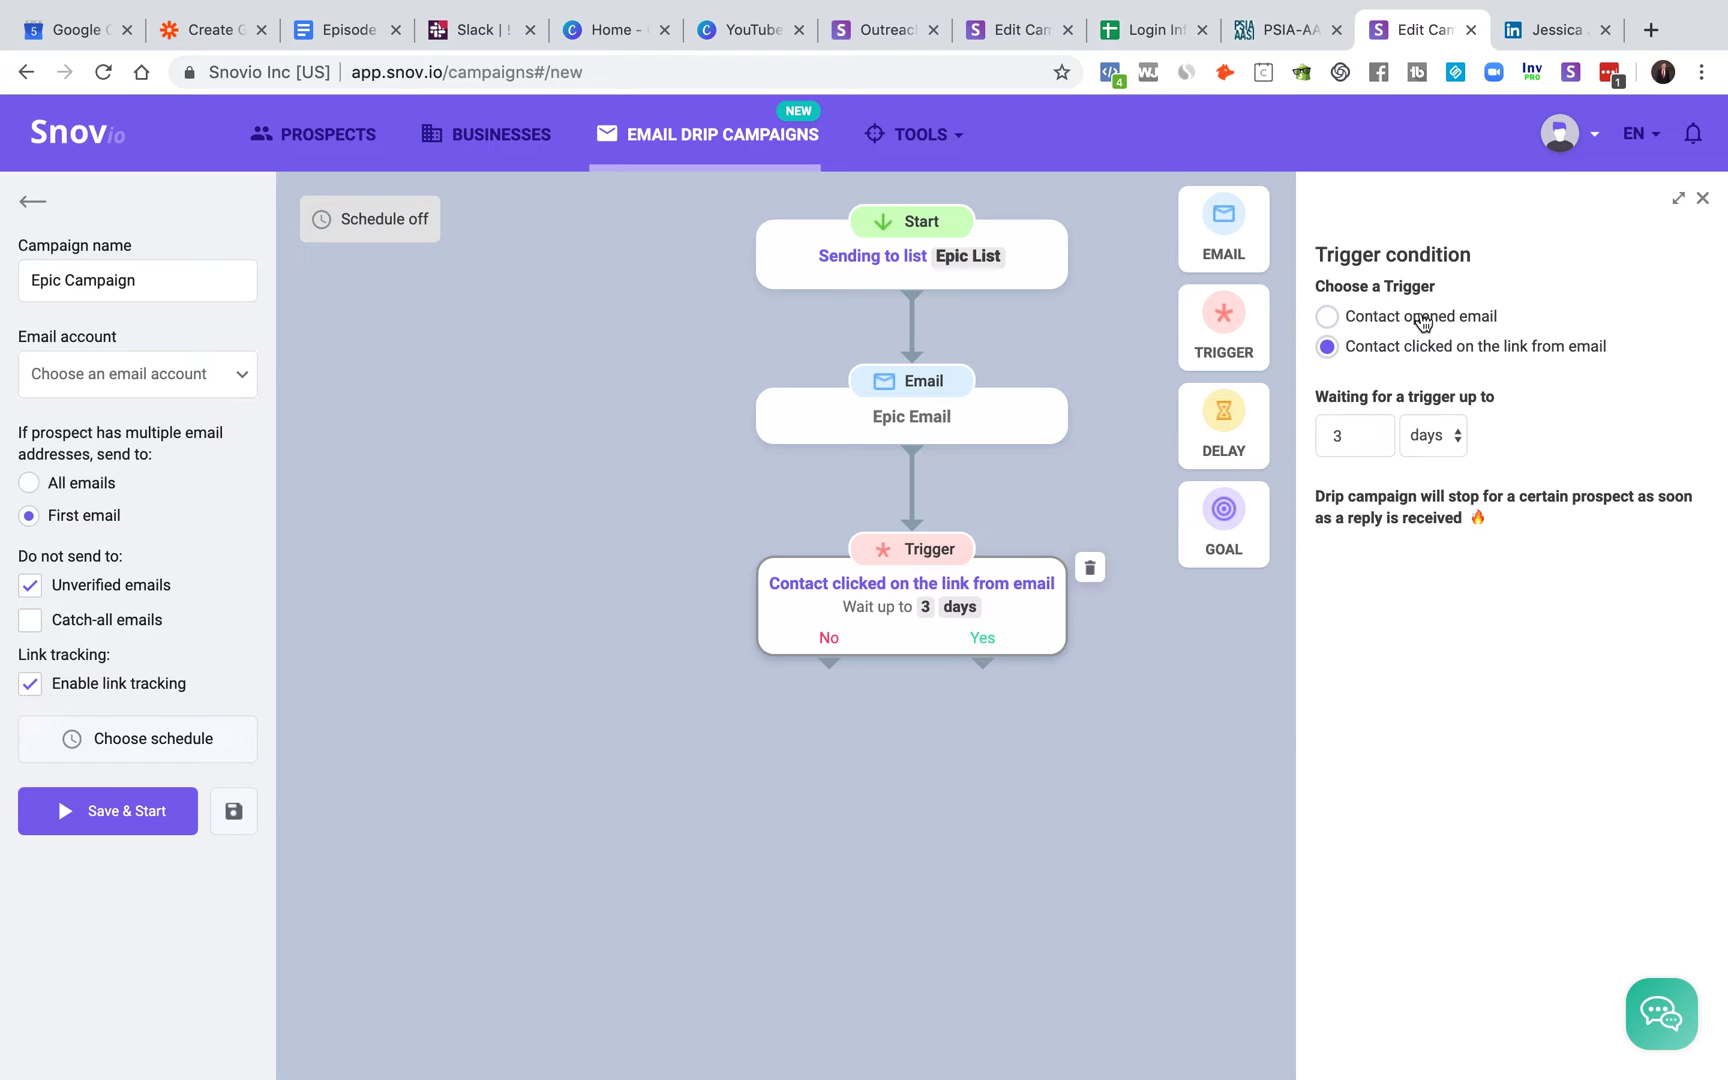 Google C
Create G
Episode
Slack | !
Home -
YouTube
Outreac
Edit Cam
Login Inf
PSIA-AA
Edit Cam
Jessica
Snovio Inc [US] | app.snov.io/campaigns#/new
Snovio
PROSPECTS
BUSINESSES
NEW
EMAIL DRIP CAMPAIGNS
TOOLS
EN
Campaign name
Epic Campaign
Email account
Choose an email account
If prospect has multiple email
addresses, send to:
All emails
First email
Do not send to:
Unverified emails
Catch-all emails
Link tracking:
Enable link tracking
Choose schedule
Save & Start
Schedule off
Start
Sending to list Epic List
Email
Epic Email
Trigger
Contact clicked on the link from email
Wait up to 3 days
No Yes
EMAIL
TRIGGER
DELAY
GOAL
Trigger condition
Choose a Trigger
Contact opened email
Contact clicked on the link from email
Waiting for a trigger up to
3 days
Drip campaign will stop for a certain prospect as soon
as a reply is received 🔥